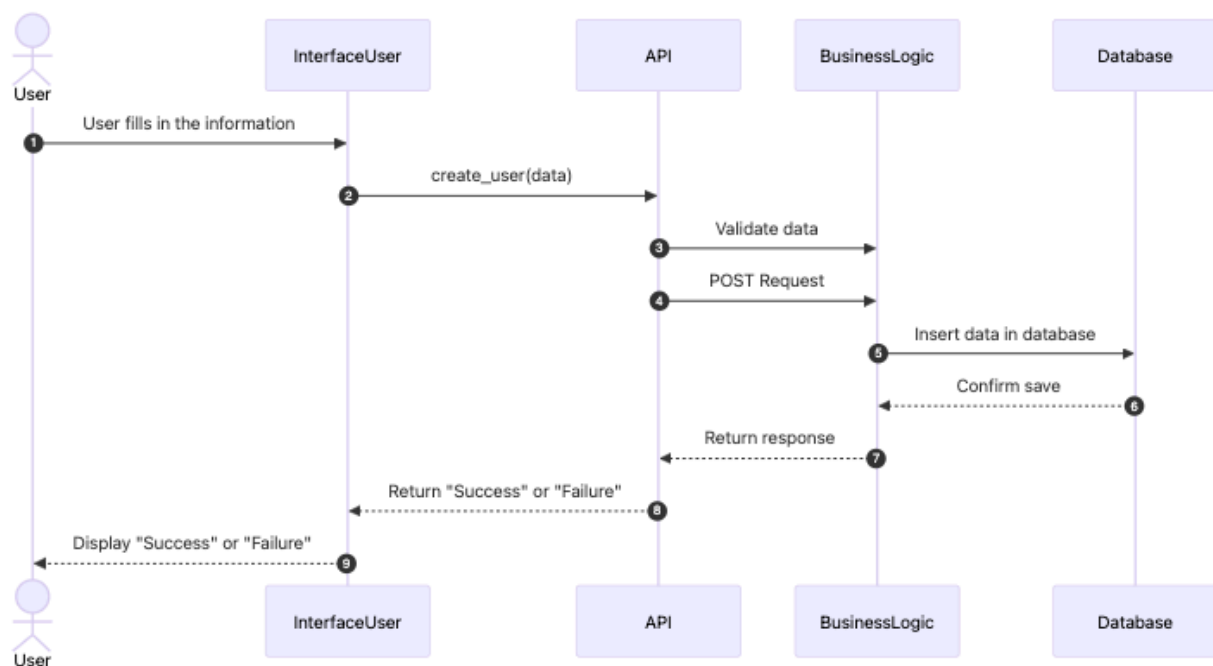 InterfaceUser
API
BusinessLogic
Database
User
User fills in the information
1
create_user(data)
2
Validate data
3
POST Request
4
Insert data in database
5
Confirm save
6
Return response
7
Return "Success" or "Failure"
8
Display "Success" or "Failure"
9
InterfaceUser
API
BusinessLogic
Database
User